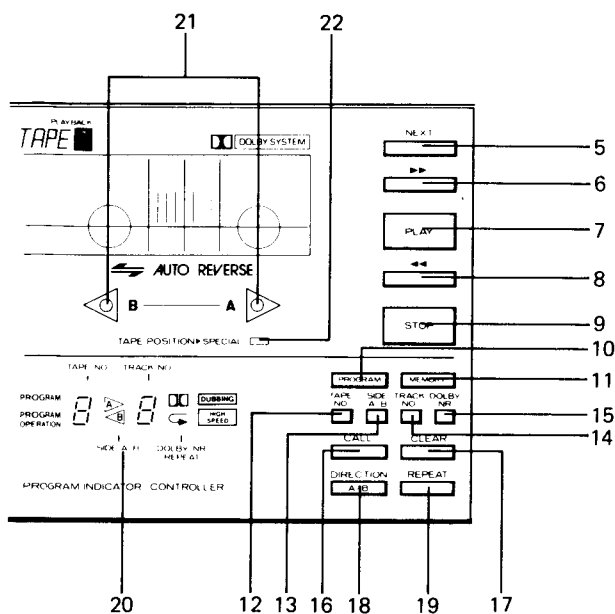 21
22
PLAYBACK
TAPE
DOLBY SYSTEM
NEXT
5
▶▶
6
PLAY
7
AUTO REVERSE
◀◀
8
B A
STOP
9
TAPE POSITION▶SPECIAL
10
TAPE NO. TRACK NO.
PROGRAM MEMORY
11
PROGRAM
A
DUBBING
TAPE NO SIDE A B TRACK NO DOLBY NR
15
PROGRAM OPERATION
B
HIGH SPEED
14
SIDE A B DOLBY NR REPEAT
CALL CLEAR
DIRECTION REPEAT
PROGRAM INDICATOR CONTROLLER
A B
20 12 13 16 18 19 17